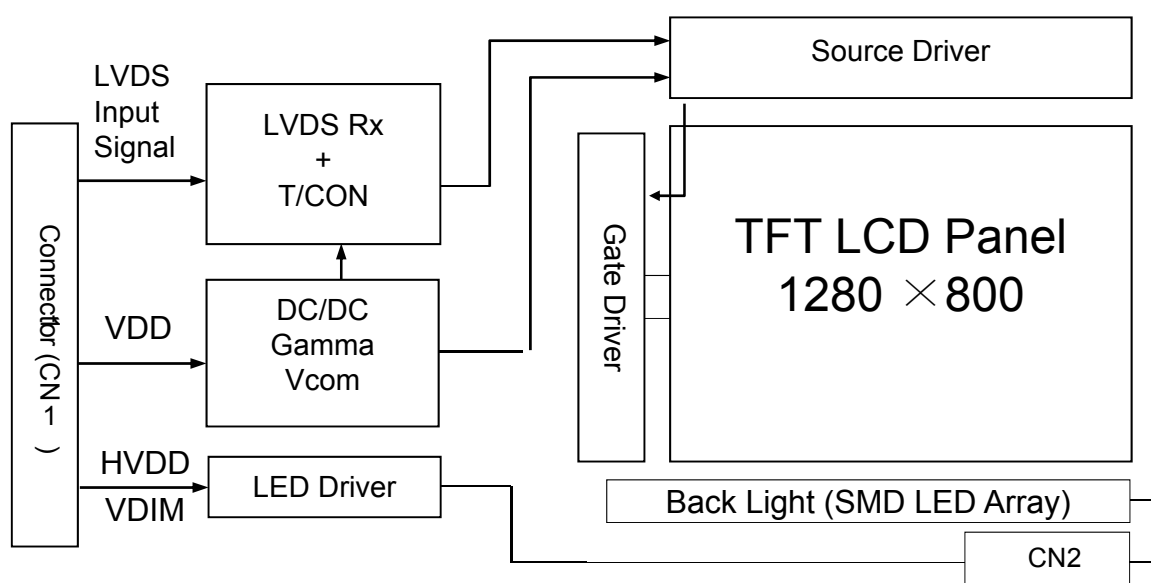 Source Driver
LVDS
Input
Signal
LVDS Rx
+
T/CON
Connector (CN1)
Gate Driver
TFT LCD Panel
1280 × 800
VDD
DC/DC
Gamma
Vcom
HVDD
VDIM
LED Driver
Back Light (SMD LED Array)
CN2